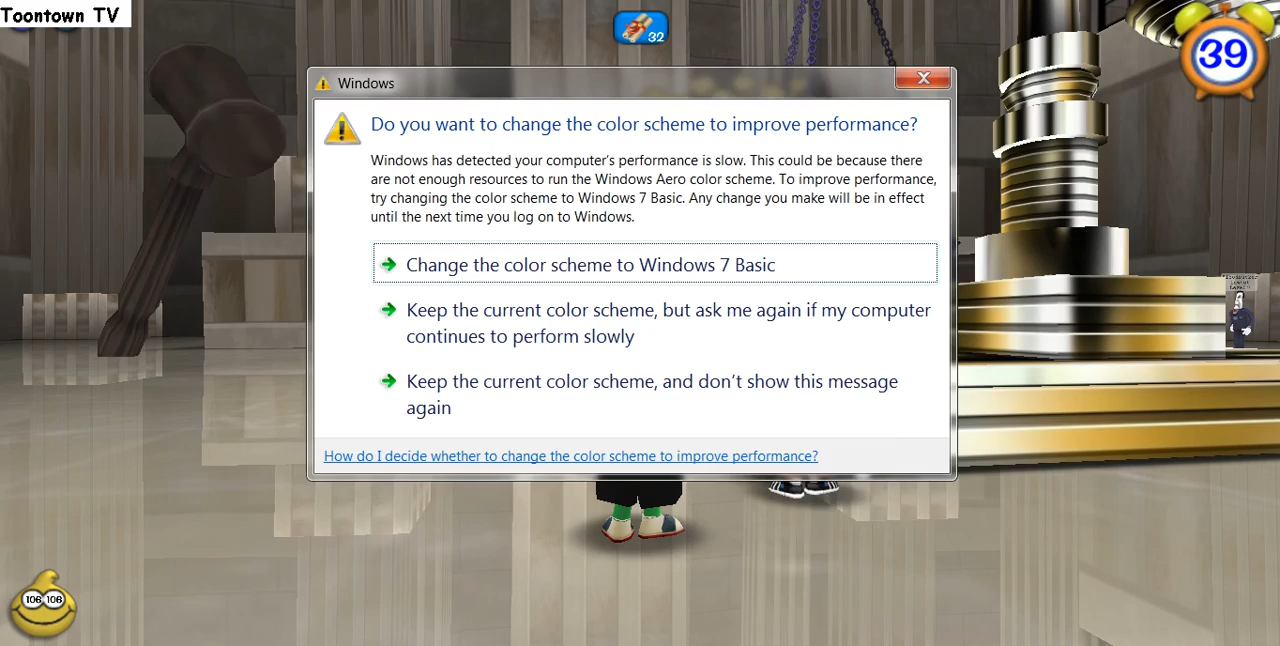 Toontown TV
32
39
Windows
Do you want to change the color scheme to improve performance?
Windows has detected your computer's performance is slow. This could be because there
are not enough resources to run the Windows Aero color scheme. To improve performance,
try changing the color scheme to Windows 7 Basic. Any change you make will be in effect
until the next time you log on to Windows.
Change the color scheme to Windows 7 Basic
Keep the current color scheme, but ask me again if my computer
continues to perform slowly
Keep the current color scheme, and don't show this message
again
How do I decide whether to change the color scheme to improve performance?
106 106